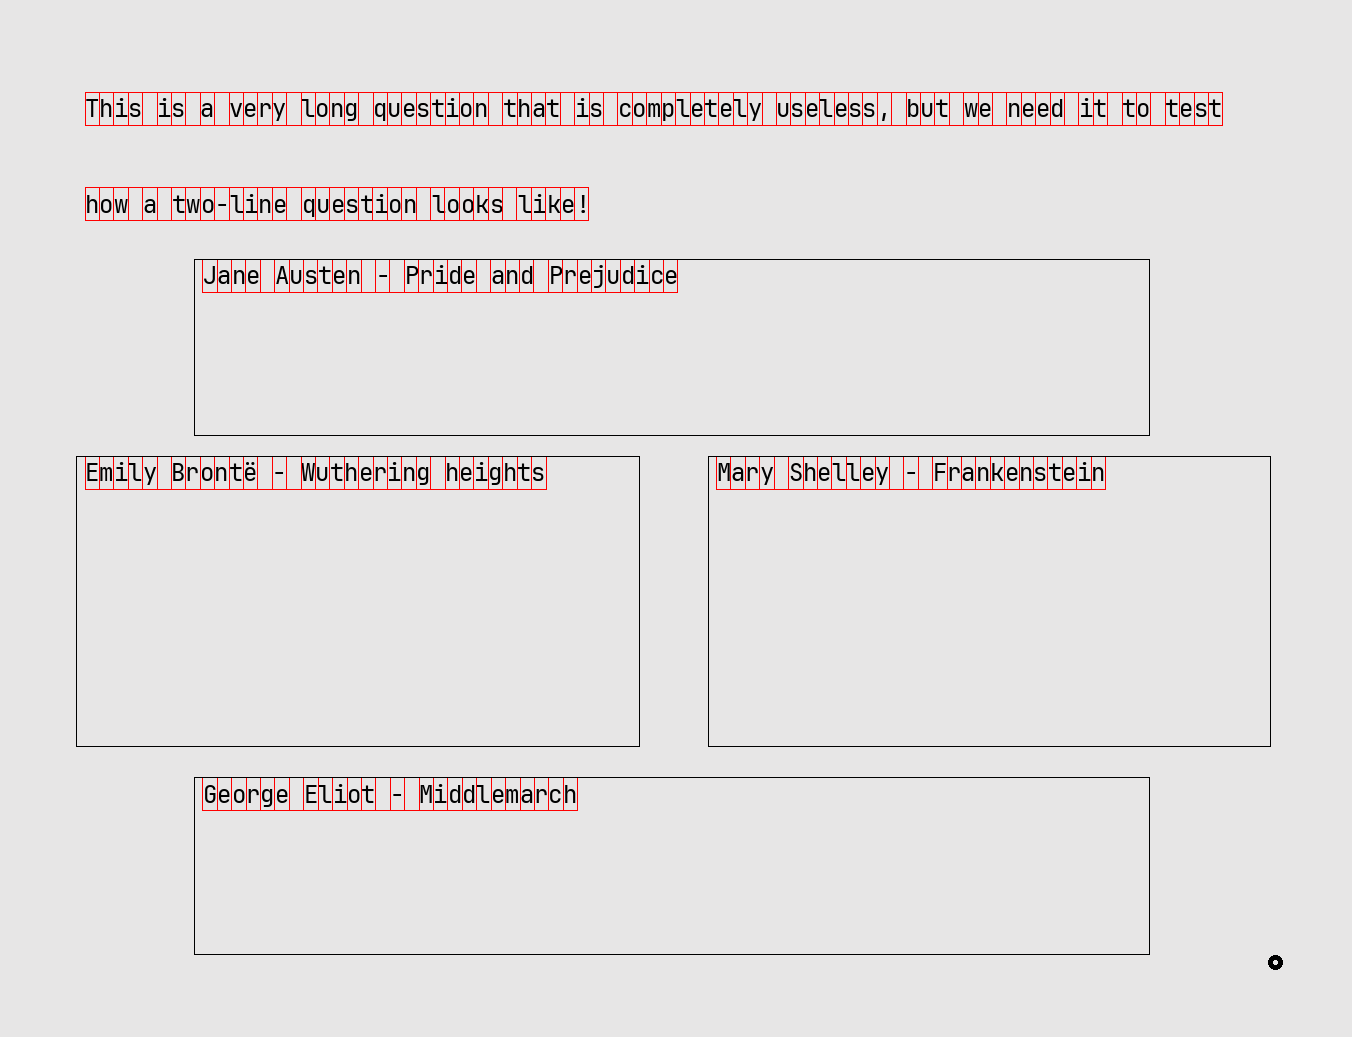 This is a very long question that is completely useless, but we need it to test
how a two-line question looks like!
Jane Austen - Pride and Prejudice
Emily Brontë - Wuthering heights
Mary Shelley - Frankenstein
George Eliot - Middlemarch